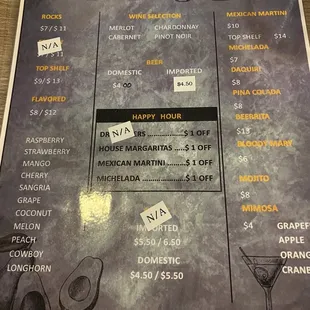 ROCKS
$7 / $ 11
N/A
/ $ 11
TOP SHELF
$9/ $ 13
FLAVORED
$8 / $12
RASPBERRY
STRAWBERRY
MANGO
CHERRY
SANGRIA
GRAPE
COCONUT
MELON
PEACH
COWBOY
LONGHORN
WINE SELECTION
MERLOT CHARDONNAY
CABERNET PINOT NOIR
BEER
DOMESTIC IMPORTED
$4.00 $4.50
HAPPY HOUR
N/A $ 1 OFF
HOUSE MARGARITAS .....$ 1 OFF
MEXICAN MARTINI .......$ 1 OFF
MICHELADA ................$ 1 OFF
N/A
IMPORTED
$5.50 / 6.50
DOMESTIC
$4.50 / $5.50
MEXICAN MARTINI
$10
TOP SHELF $14
MICHELADA
$7
DAQUIRI
$8
PINA COLADA
$8
BEERRITA
$13
BLOODY MARY
$6
MOJITO
$8
MIMOSA
$4 GRAPEF
APPLE
ORANG
CRANB